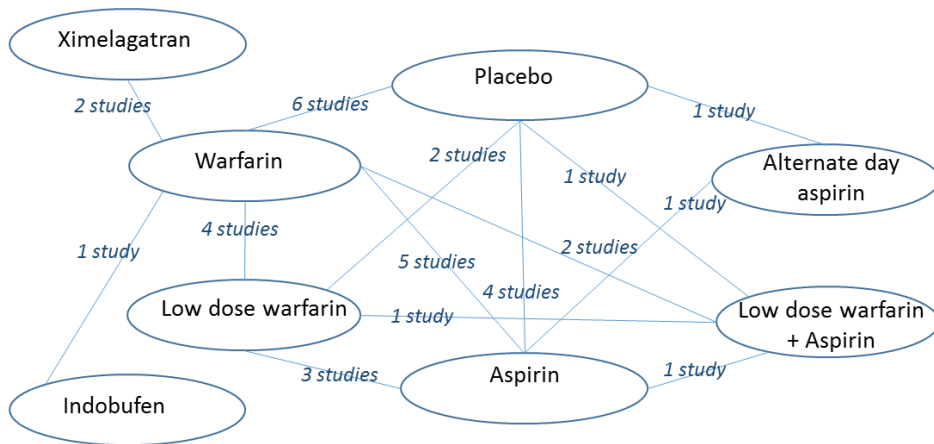 Ximelagatran
Placebo
2 studies
6 studies
1 study
Warfarin
2 studies
Alternate day
aspirin
1 study
1 study
4 studies
1 study
2 studies
5 studies
4 studies
Low dose warfarin
1 study
Low dose warfarin
+ Aspirin
3 studies
Aspirin
1 study
Indobufen